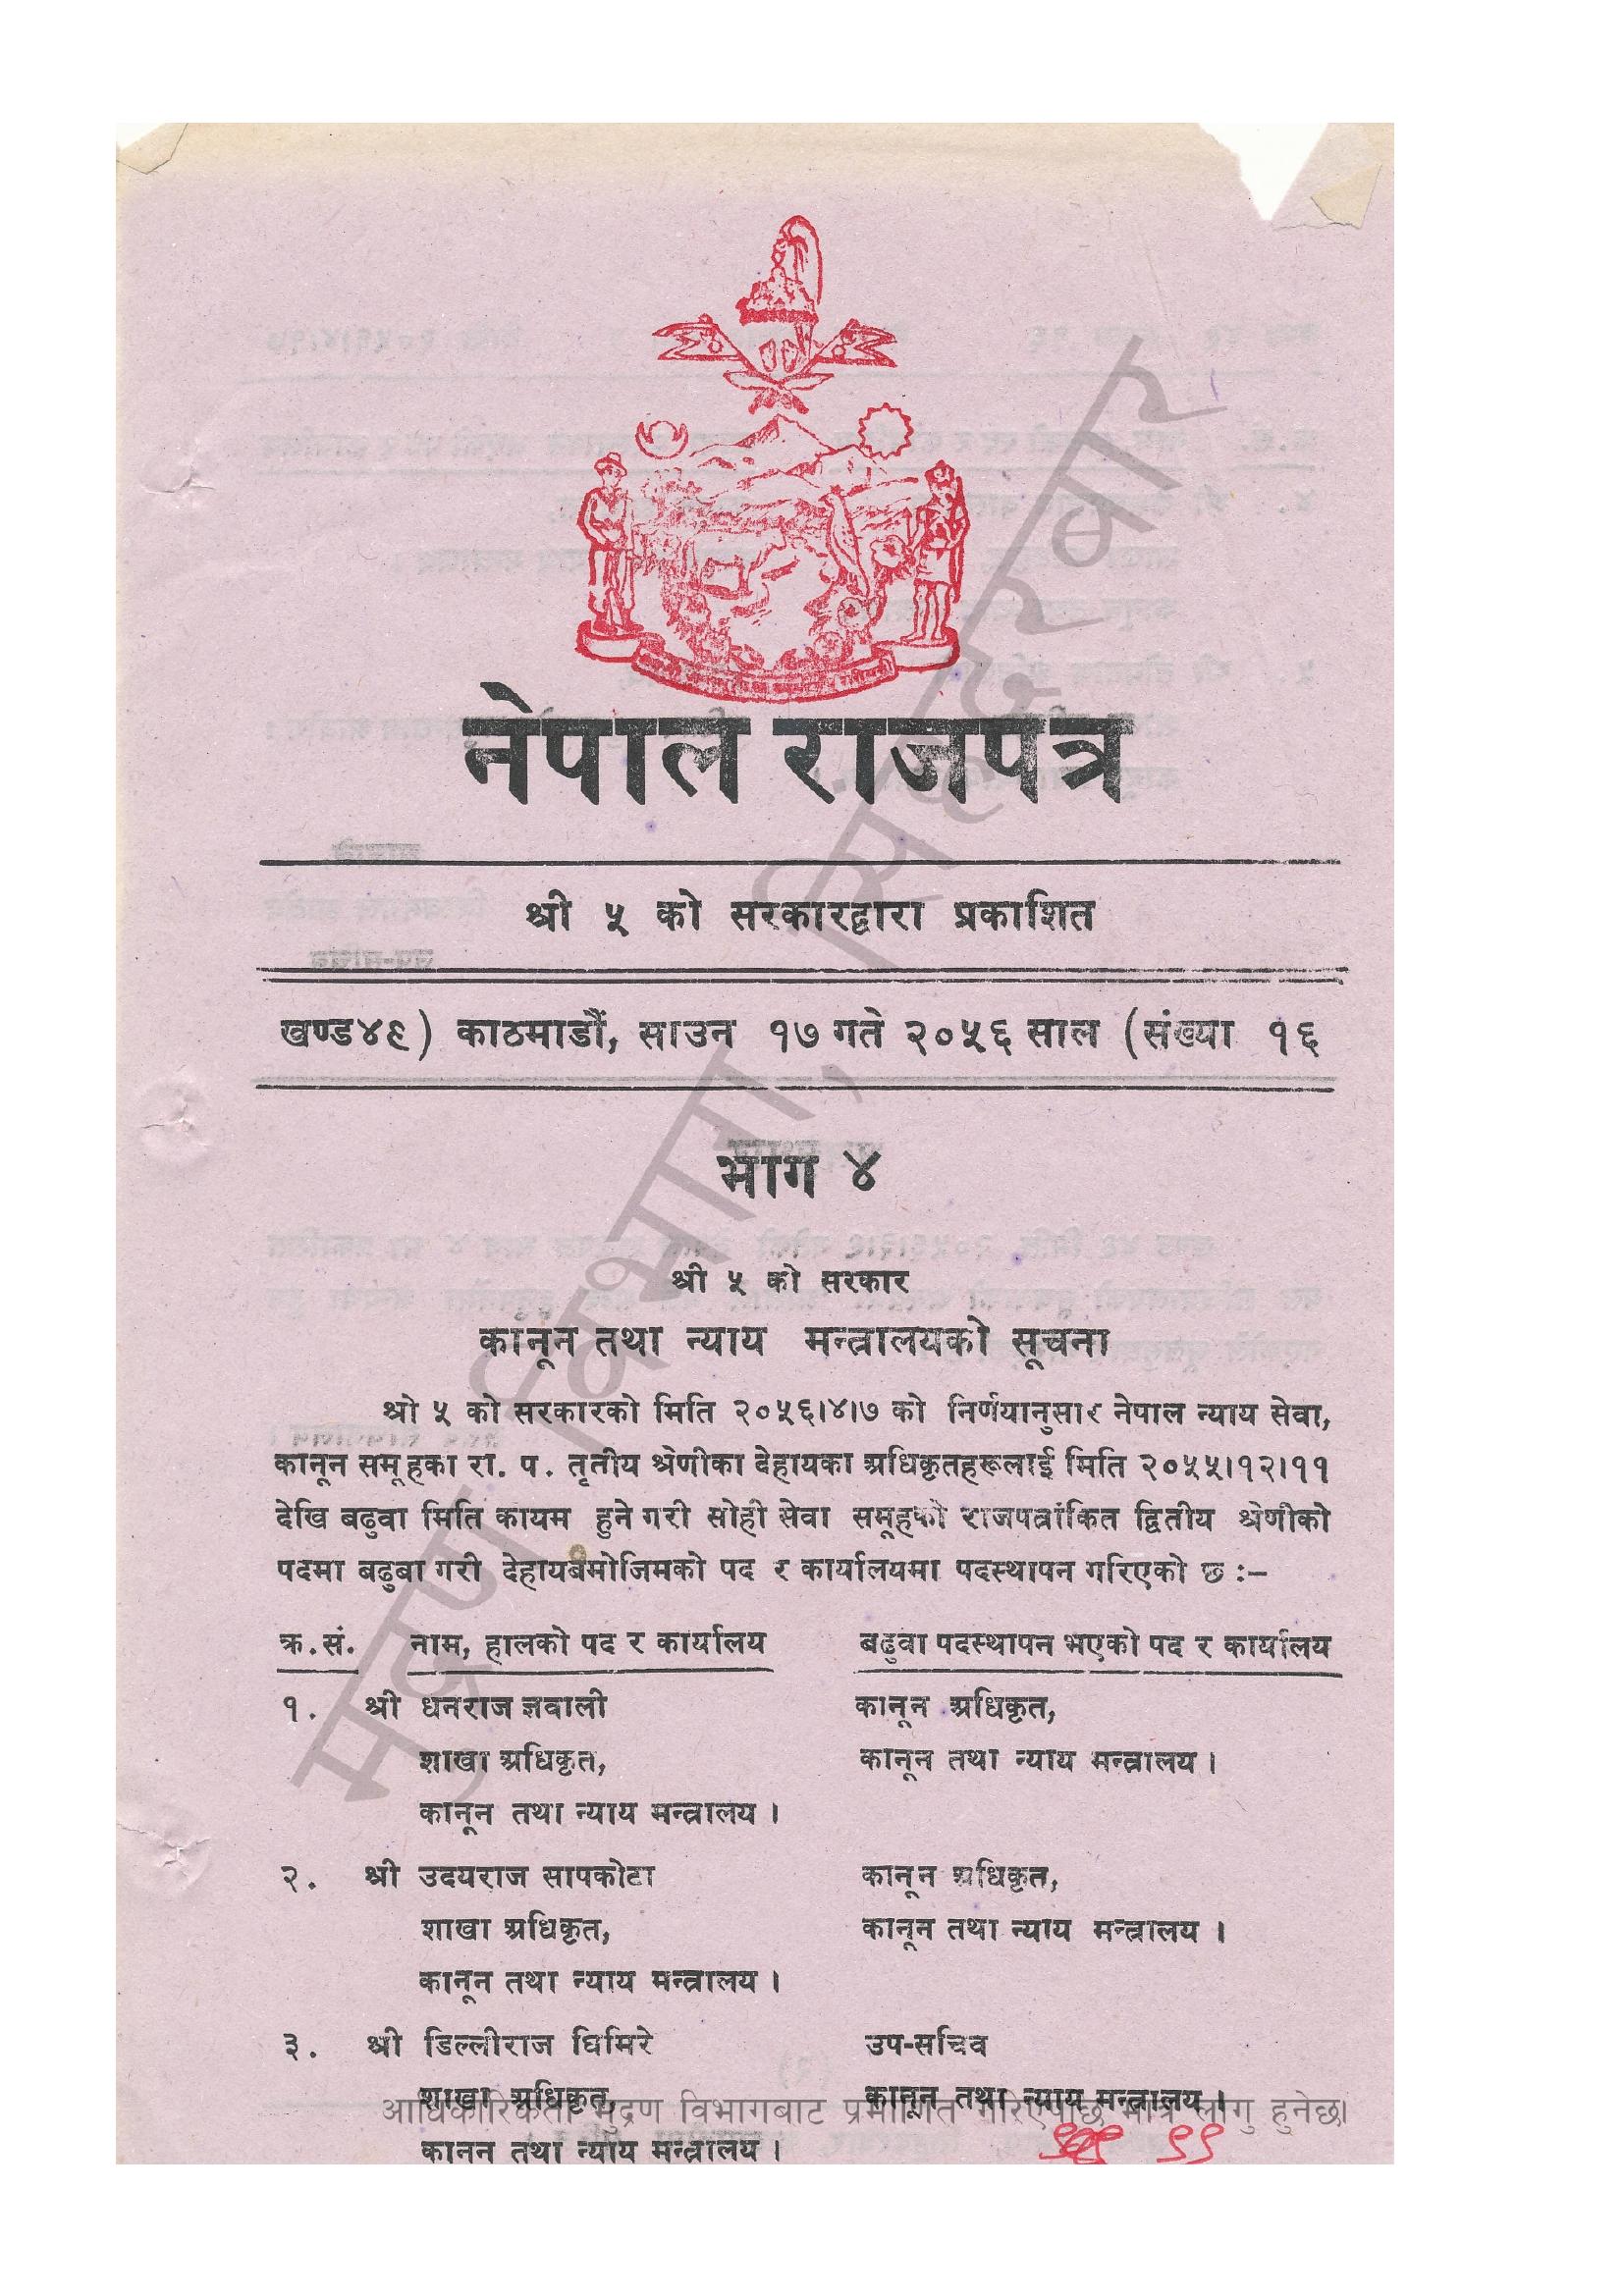 नेपाल राजपत्र
श्री ५ को सरकारद्वारा प्रकाशित
खण्ड४९) काठमाडौं, साउन १७ गते २०५६ साल (संख्या १६
भाग ४
श्री ५ को सरकार
कानून तथा न्याय मन्त्रालयको सूचना
श्री ५ को सरकारको मिति २०५६।४।७ को निर्णयानुसार नेपाल न्याय सेवा,
कानून समूहका रा. प. तृतीय श्रेणीका देहायका अधिकृतहरूलाई मिति २०५५।१२।११
देखि बढुवा मिति कायम हुने गरी सोही सेवा समूहको राजपत्रांकित द्वितीय श्रेणीको
पदमा बढुबा गरी देहायबमोजिमको पद र कार्यालयमा पदस्थापन गरिएको छ :–
क्र.सं. नाम, हालको पद र कार्यालय बढुवा पदस्थापन भएको पद र कार्यालय
१. श्री धनराज ज्ञवाली कानून अधिकृत,
शाखा अधिकृत, कानून तथा न्याय मन्त्रालय ।
कानून तथा न्याय मन्त्रालय ।
२. श्री उदयराज सापकोटा कानून अधिकृत,
शाखा अधिकृत, कानून तथा न्याय मन्त्रालय ।
कानून तथा न्याय मन्त्रालय ।
३. श्री डिल्लीराज घिमिरे उप-सचिव
शाखा अधिकृत, कानून तथा न्याय मन्त्रालय ।
आधिकारिकता मुद्रण विभागबाट प्रमाणित गरिएपछि मात्र लागु हुनेछ।
कानून तथा न्याय मन्त्रालय ।
मुद्रण विभाग, सिंहदरबार